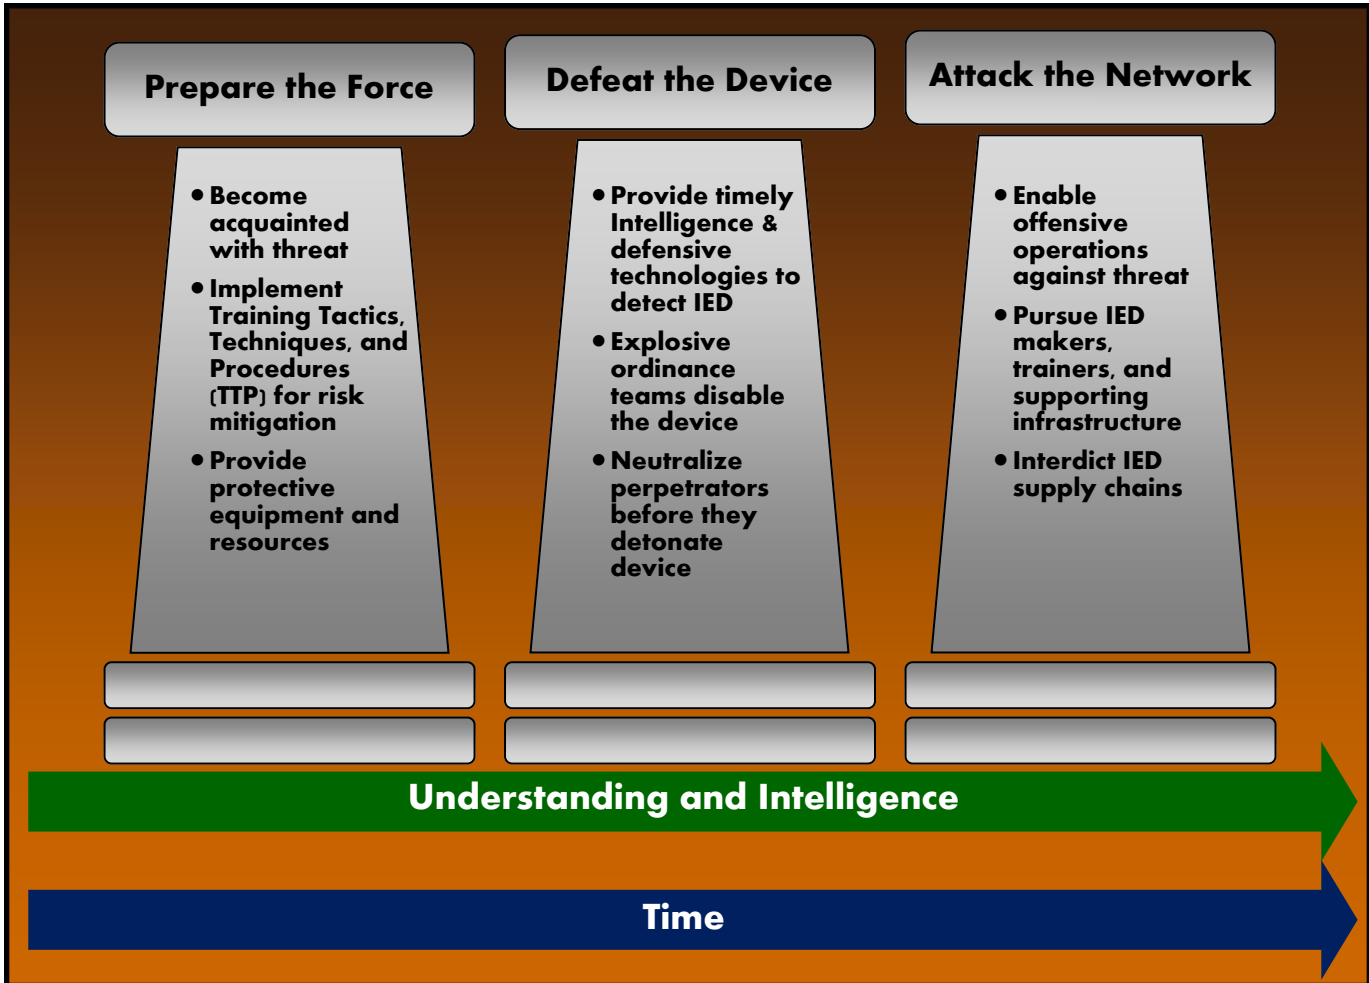 Prepare the Force
• Become
acquainted
with threat
• Implement
Training Tactics,
Techniques, and
Procedures
(TTP) for risk
mitigation
• Provide
protective
equipment and
resources
Defeat the Device
• Provide timely
Intelligence &
defensive
technologies to
detect IED
• Explosive
ordinance
teams disable
the device
• Neutralize
perpetrators
before they
detonate
device
Attack the Network
• Enable
offensive
operations
against threat
• Pursue IED
makers,
trainers, and
supporting
infrastructure
• Interdict IED
supply chains
Understanding and Intelligence
Time